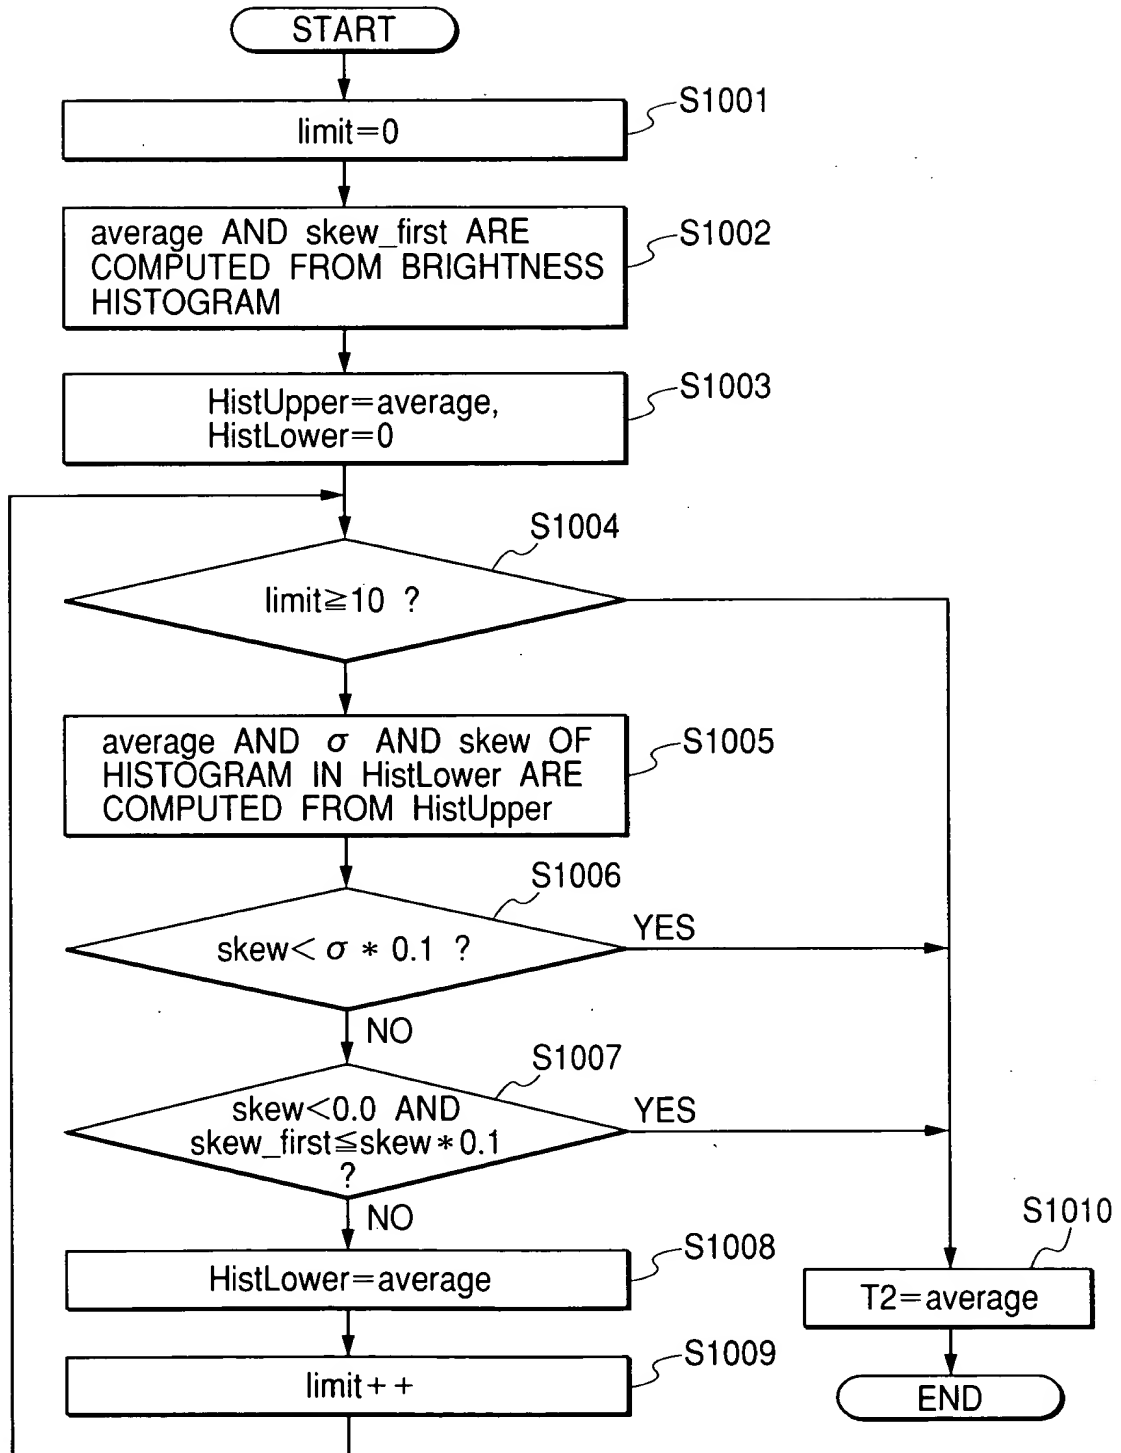 START
S1001
limit=0
S1002
average AND skew_first ARE
COMPUTED FROM BRIGHTNESS
HISTOGRAM
S1003
HistUpper=average,
HistLower=0
S1004
limit≧10 ?
S1005
average AND σ AND skew OF
HISTOGRAM IN HistLower ARE
COMPUTED FROM HistUpper
S1006
skew< σ * 0.1 ?
YES
NO
S1007
skew<0.0 AND
skew_first≦skew*0.1
?
YES
NO
S1008
HistLower=average
S1009
limit++
S1010
T2=average
END